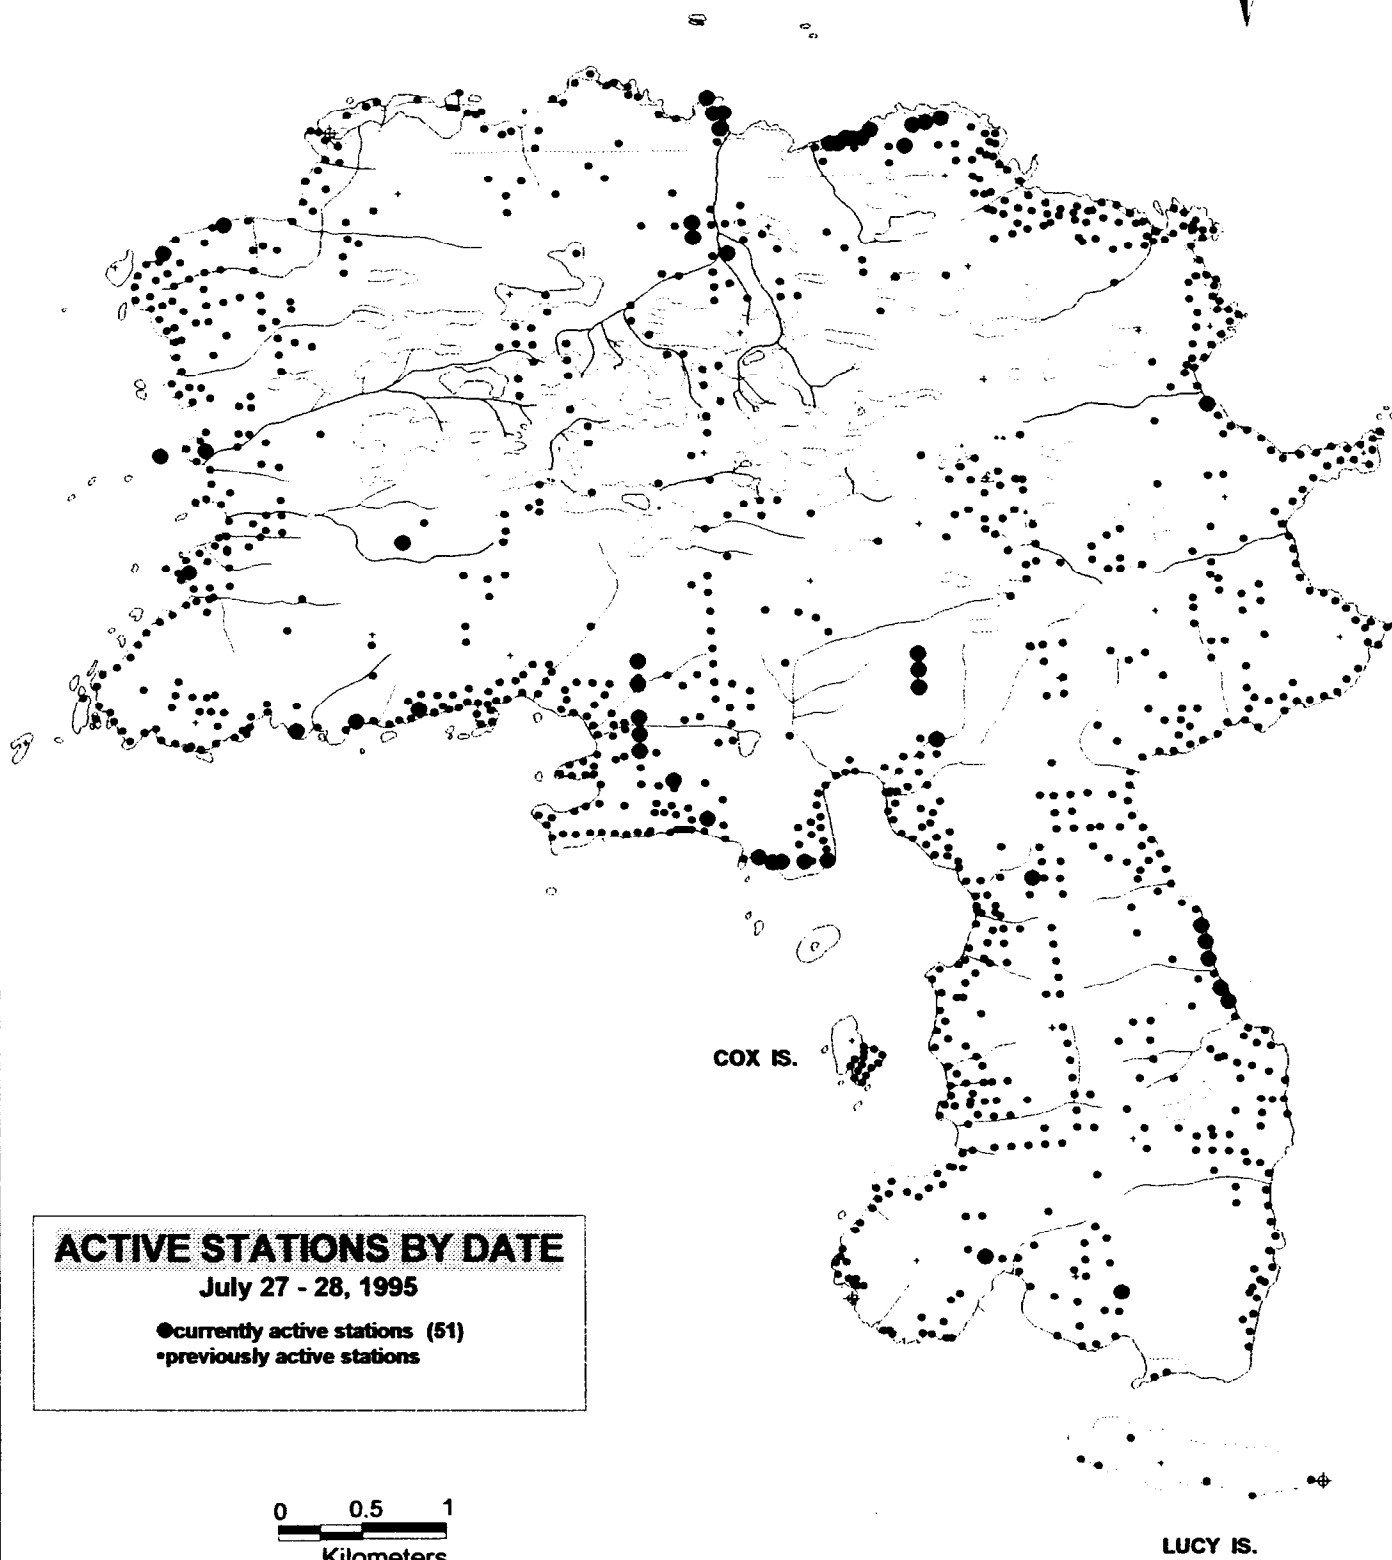 COX IS.
ACTIVE STATIONS BY DATE
July 27 - 28, 1995
currently active stations (51)
previously active stations
0 0.5 1
Kilometers
LUCY IS.